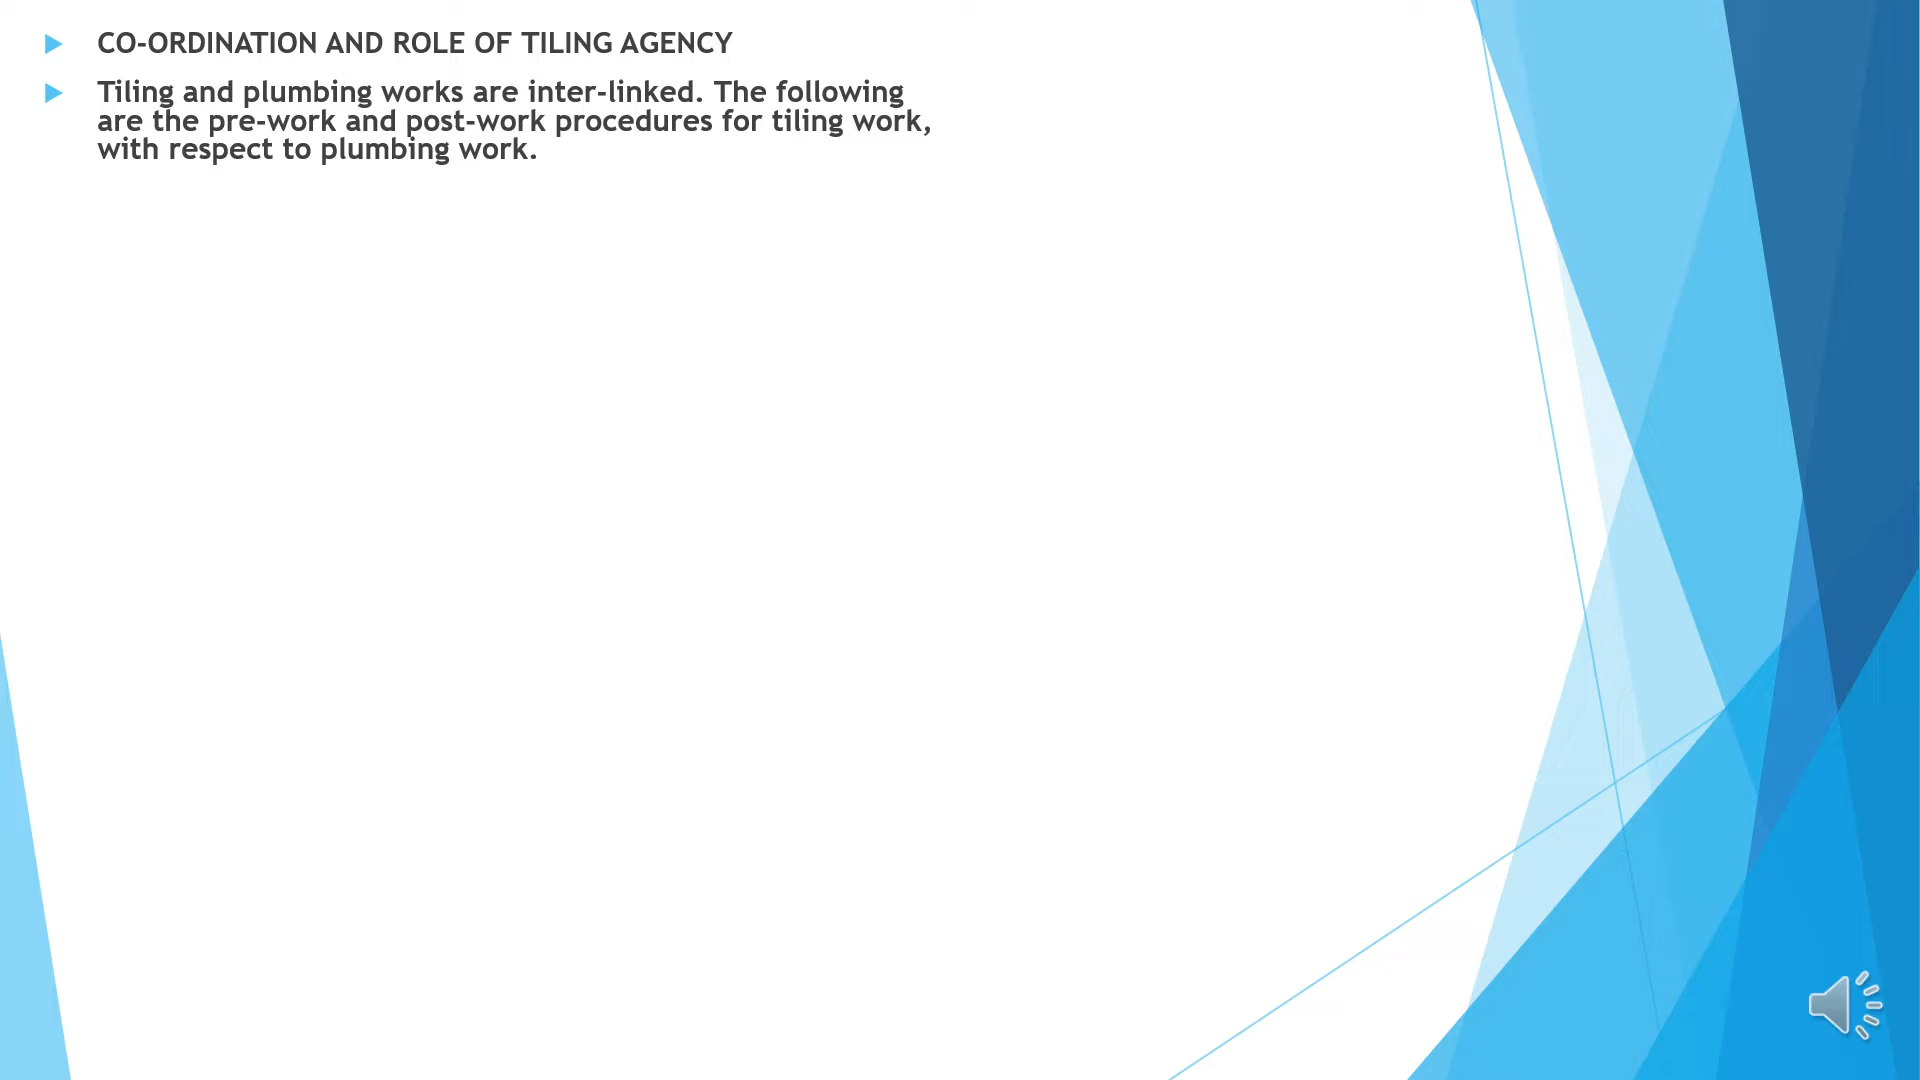 CO-ORDINATION AND ROLE OF TILING AGENCY
Tiling and plumbing works are inter-linked. The following
are the pre-work and post-work procedures for tiling work,
with respect to plumbing work.